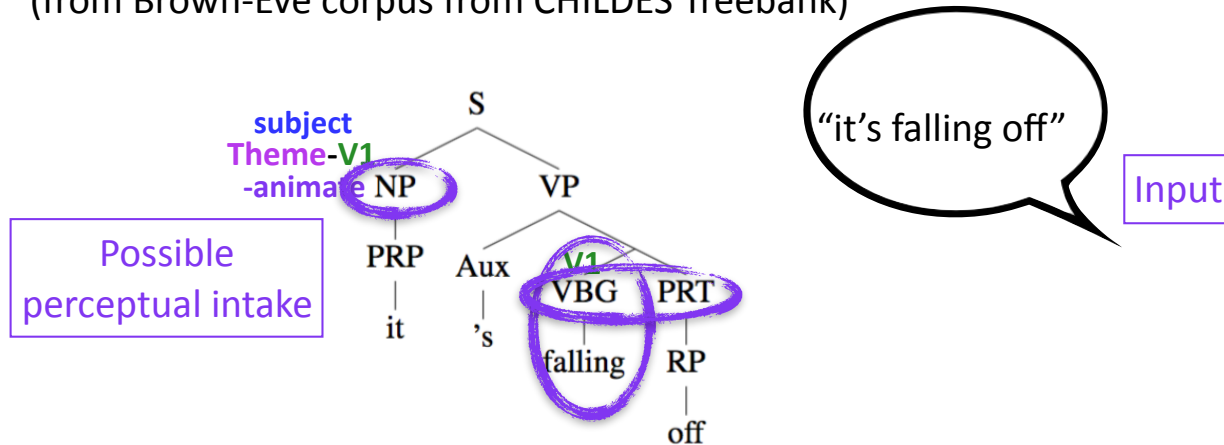 (from Brown-Eve corpus from CHILDES Treebank)
“it’s falling off”
Input
S
subject
Theme-V1
-animate NP
VP
Possible
perceptual intake
PRP
Aux
V1
VBG
PRT
it
’s
falling
RP
off